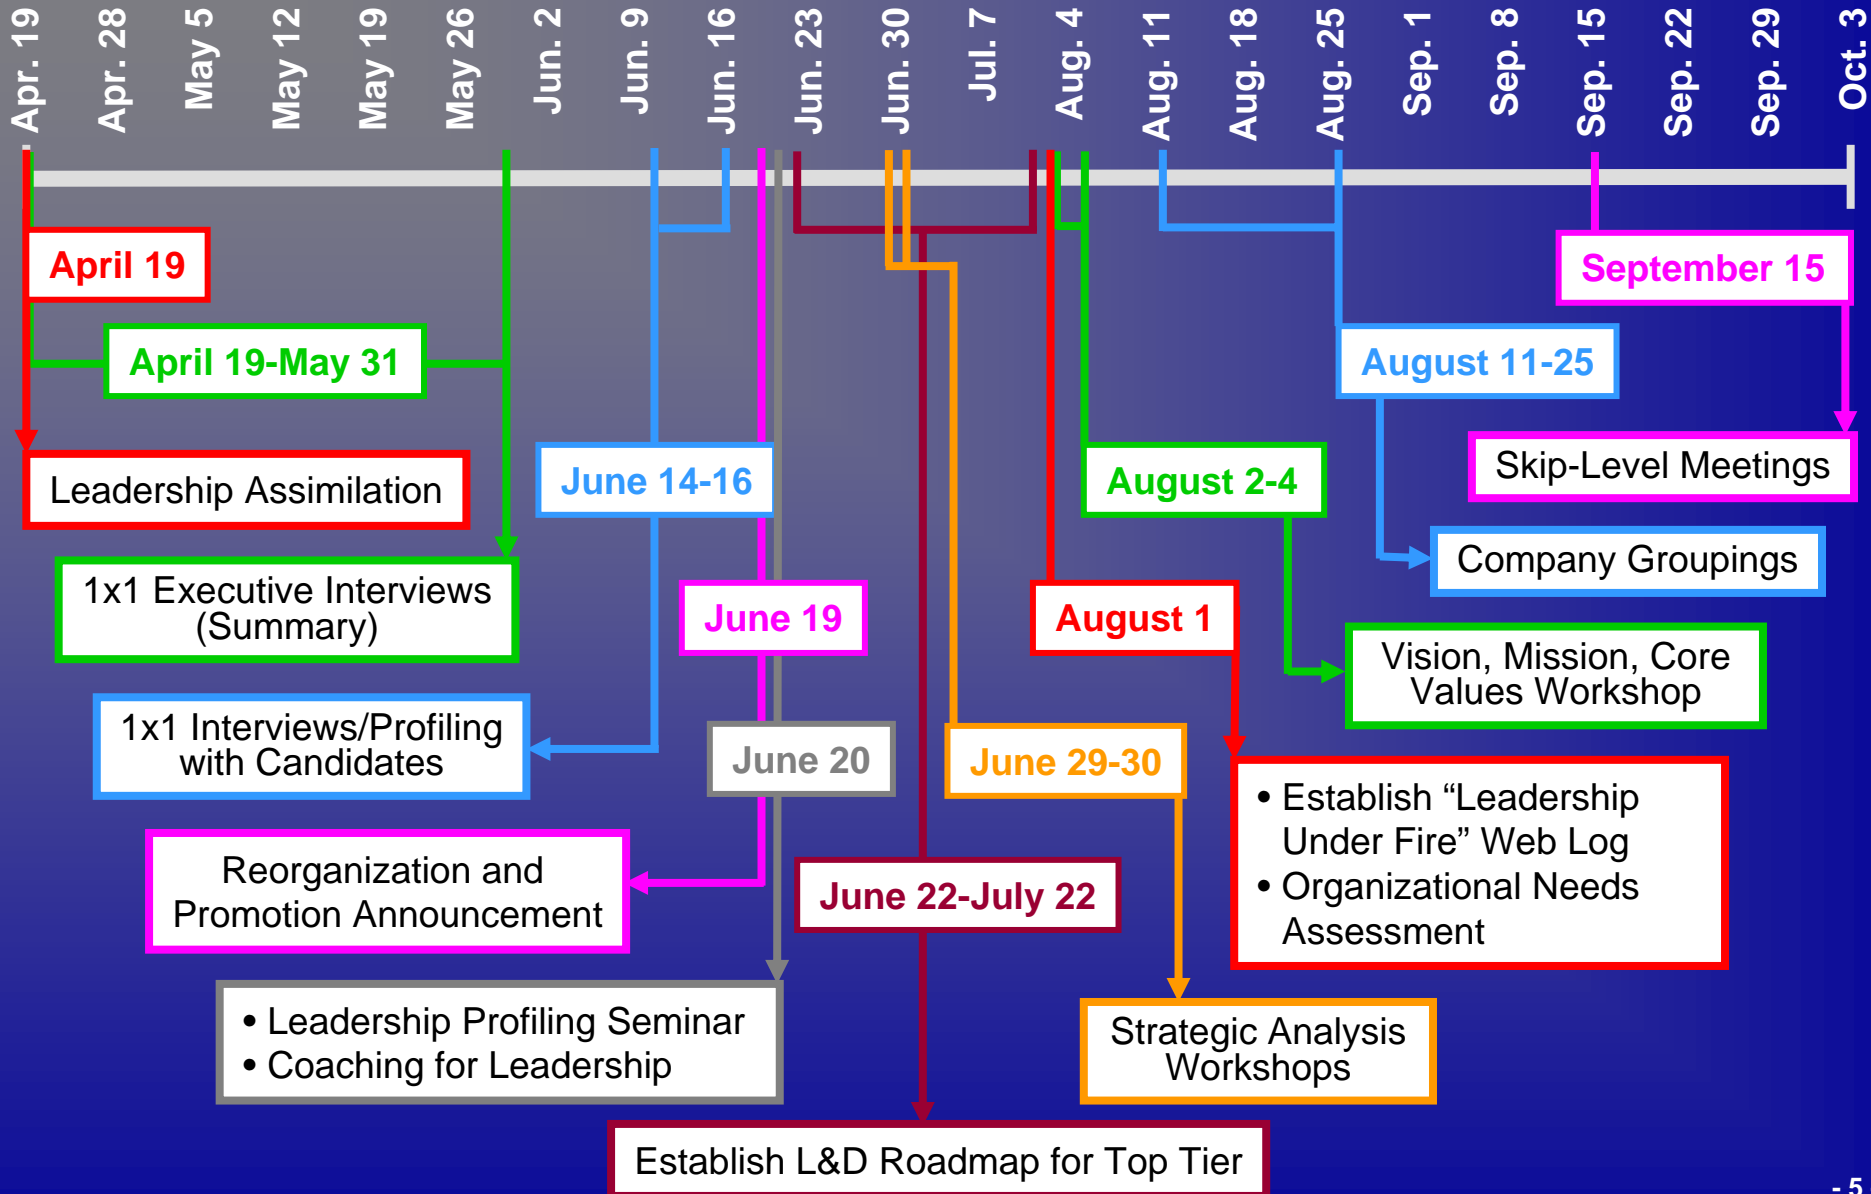 Apr. 19
Apr. 28
May 5
May 12
May 19
May 26
Jun. 2
Jun. 9
Jun. 16
Jun. 23
Jun. 30
Jul. 7
Aug. 4
Aug. 11
Aug. 18
Aug. 25
Sep. 1
Sep. 8
Sep. 15
Sep. 22
Sep. 29
Oct. 3
April 19
September 15
April 19-May 31
August 11-25
Leadership Assimilation
June 14-16
August 2-4
Skip-Level Meetings
Company Groupings
1x1 Executive Interviews
(Summary)
June 19
August 1
Vision, Mission, Core
Values Workshop
1x1 Interviews/Profiling
with Candidates
June 20
June 29-30
• Establish “Leadership
Under Fire” Web Log
• Organizational Needs
Assessment
Reorganization and
Promotion Announcement
June 22-July 22
• Leadership Profiling Seminar
• Coaching for Leadership
Strategic Analysis
Workshops
Establish L&D Roadmap for Top Tier
- 5